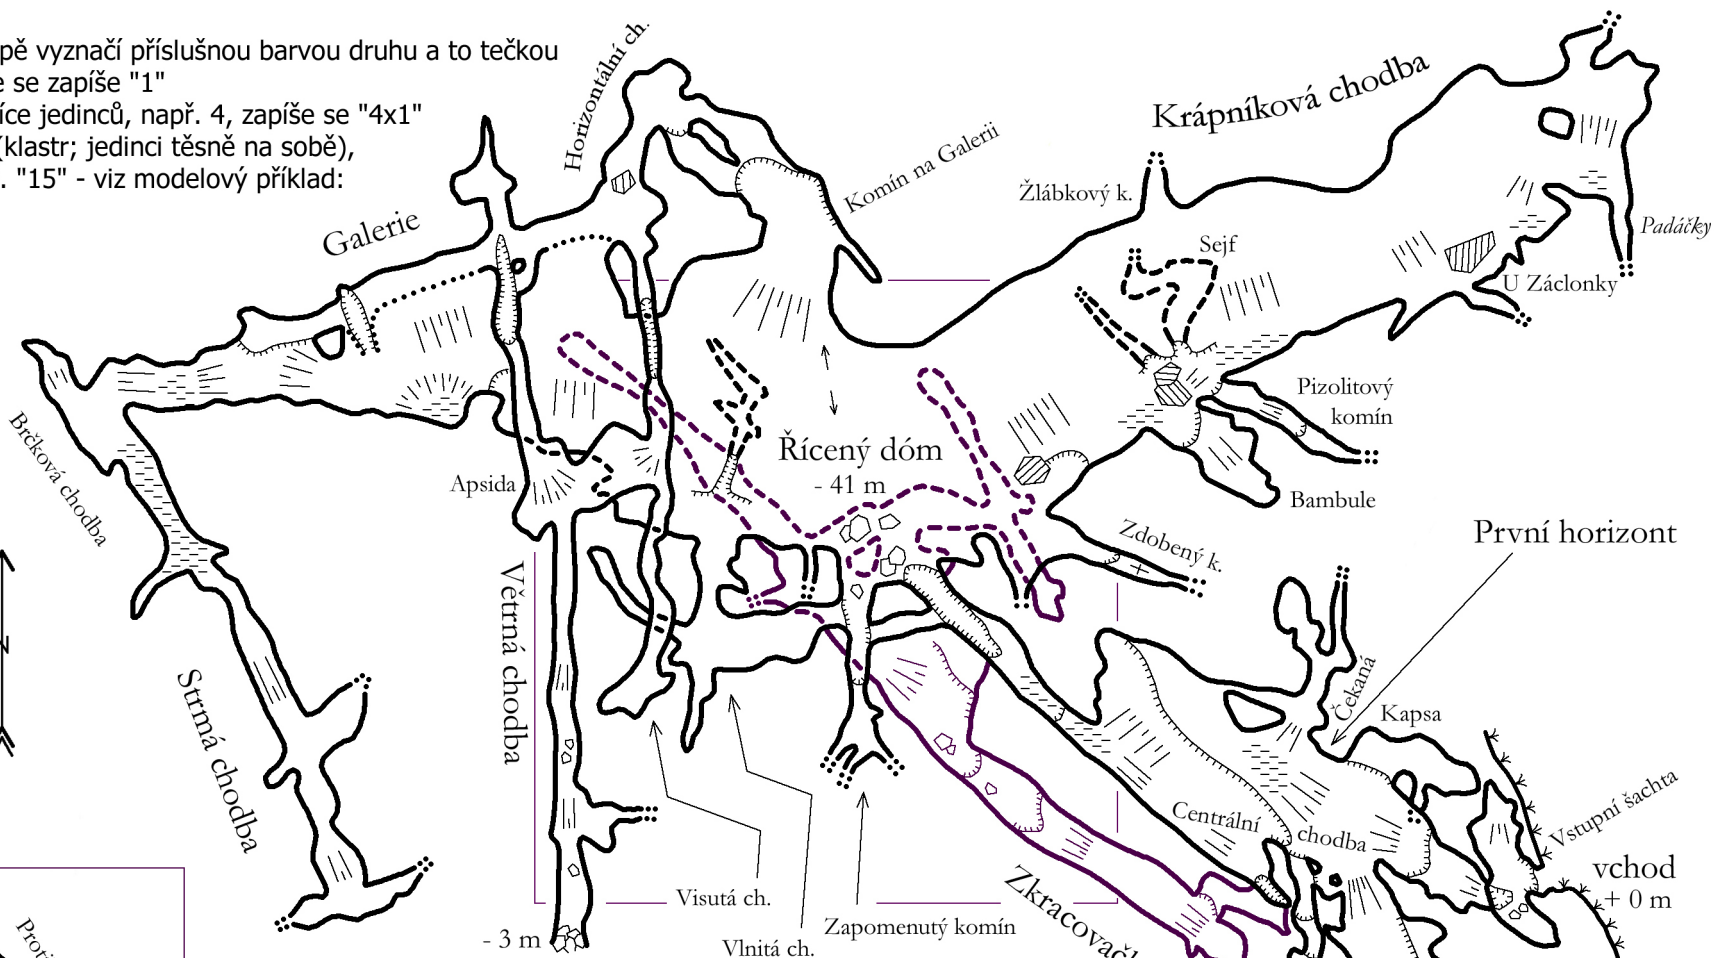 pě vyznačí příslušnou barvou druhu a to tečkou
e se zapíše "1"
íce jedinců, např. 4, zapíše se "4x1"
(klastr; jedinci těsně na sobě),
. "15" - viz modelový příklad:
Horizontální ch.
Krápníková chodba
Komín na Galerii
Žlábkový k.
Galerie
Sejf
Padáčky
U Záclonky
Pizolitový
komín
Brčková chodba
Řícený dóm
- 41 m
Apsida
Bambule
Zdobený k.
První horizont
Větrná chodba
Strmá chodba
Čekaná
Kapsa
Centrální
chodba
Vstupní šachta
vchod
+ 0 m
Zkracovačk
Visutá ch.
Zapomenutý komín
Vlnitá ch.
- 3 m
Proti
N